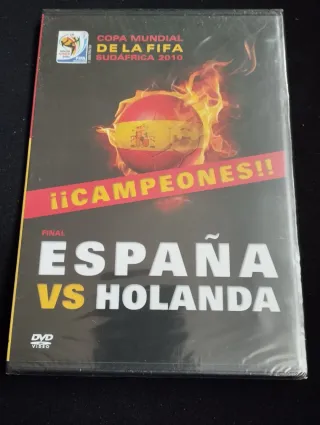 COPA MUNDIAL
DE LA FIFA
SUDÁFRICA 2010
¡¡CAMPEONES!!
FINAL
ESPAÑA
VS HOLANDA
DVD
VIDEO